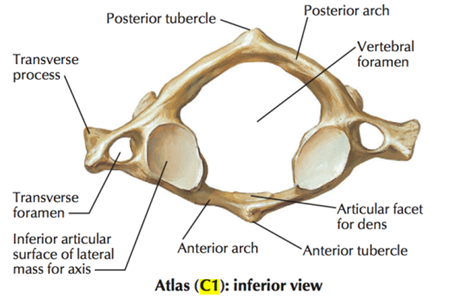 Posterior tubercle
Posterior arch
Vertebral
foramen
Transverse
process
Transverse
foramen
Inferior articular
surface of lateral
mass for axis
Anterior arch
Articular facet
for dens
Anterior tubercle
Atlas (C1): inferior view